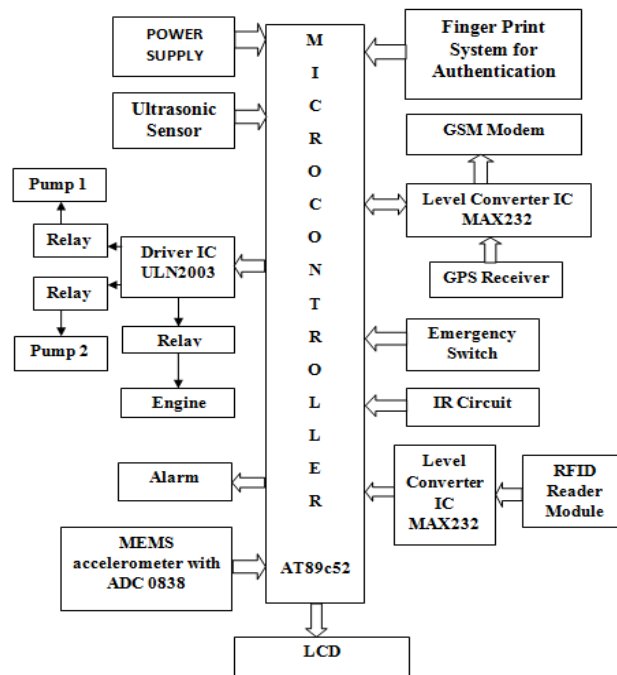 POWER
SUPPLY
Ultrasonic
Sensor
Pump 1
Relay
Driver IC
ULN2003
Relay
Pump 2
Relay
Engine
Alarm
MEMS
accelerometer with
ADC 0838
M
I
C
R
O
C
O
N
T
R
O
L
L
E
R
AT89c52
LCD
Finger Print
System for
Authentication
GSM Modem
Level Converter IC
MAX232
GPS Receiver
Emergency
Switch
IR Circuit
Level
Converter
IC
MAX232
RFID
Reader
Module